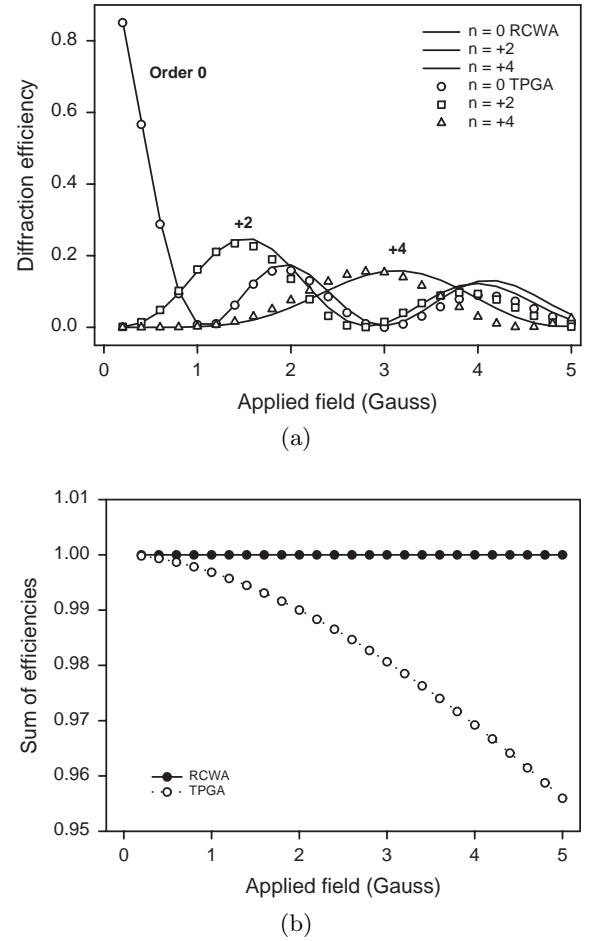 0.8
0.6
0.4
0.2
0.0
Diffraction efficiency
Order 0
+2
+4
n = 0 RCWA
n = +2
n = +4
n = 0 TPGA
n = +2
n = +4
0 1 2 3 4 5
Applied field (Gauss)
(a)
1.01
1.00
0.99
0.98
0.97
0.96
0.95
Sum of efficiencies
RCWA
TPGA
0 1 2 3 4 5
Applied field (Gauss)
(b)